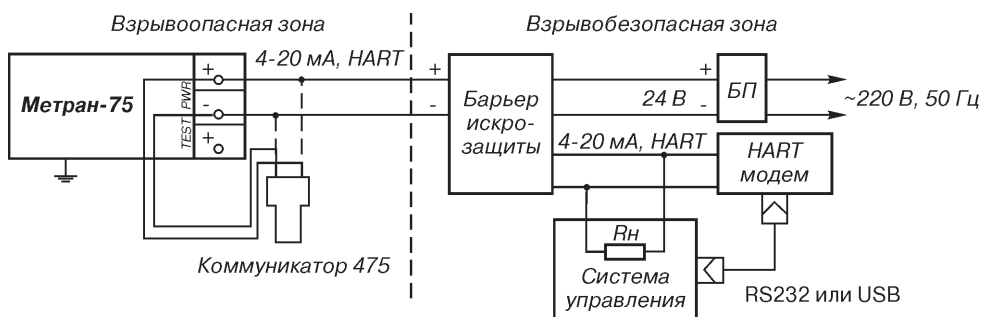 Взрывоопасная зона
Взрывобезопасная зона
4-20 мА, HART
Метран-75
+
-
+
PWR
TEST
+
-
Барьер
искро-
защиты
+
24 В
-
БП
~220 В, 50 Гц
4-20 мА, HART
HART
модем
Rн
Система
управления
Коммуникатор 475
RS232 или USB